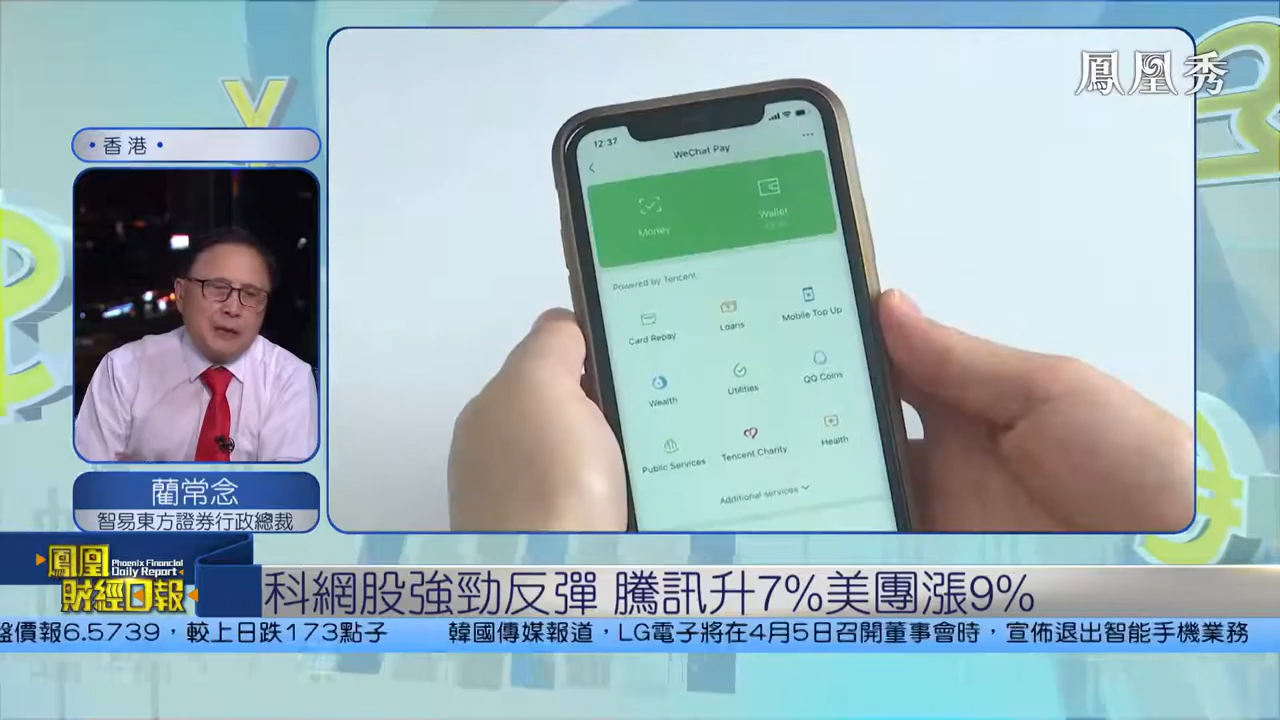 鳳凰秀
•香港•
藺常念
智易東方證券行政總裁
12:37
WeChat Pay
Money
Wallet
Powered by Tencent
Card Repay
Loans
Mobile Top Up
Wealth
Utilities
QQ Coins
Public Services
Tencent Charity
Health
Additional services
鳳凰
Phoenix Financial
Daily Report
財經日報
科網股強勁反彈 騰訊升7%美團漲9%
盤價報6.5739，較上日跌173點子 韓國傳媒報道，LG電子將在4月5日召開董事會時，宣佈退出智能手機業務